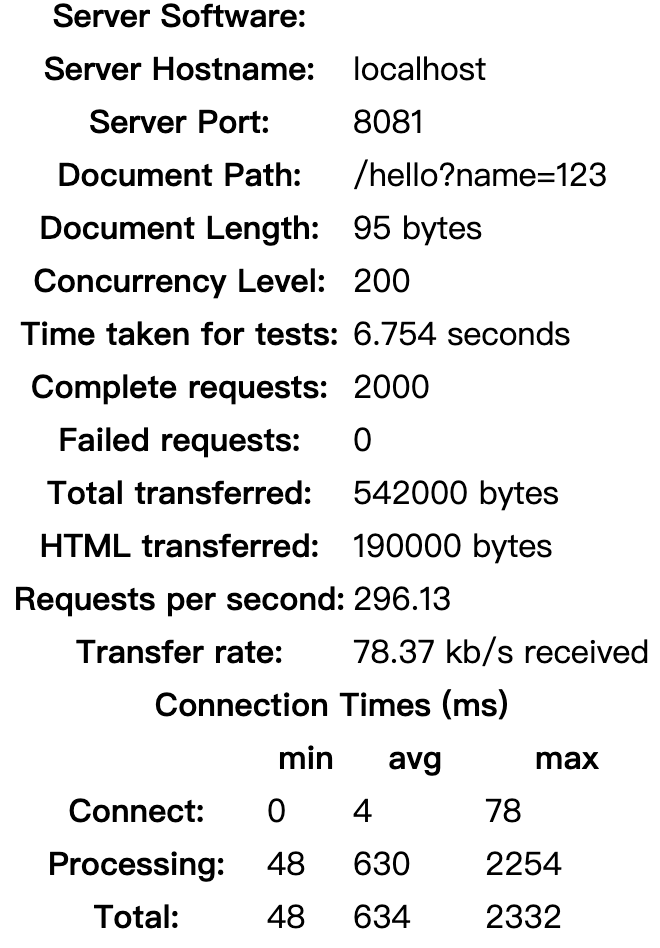 Server Software:
Server Hostname: localhost
Server Port: 8081
Document Path: /hello?name=123
Document Length: 95 bytes
Concurrency Level: 200
Time taken for tests: 6.754 seconds
Complete requests: 2000
Failed requests: 0
Total transferred: 542000 bytes
HTML transferred: 190000 bytes
Requests per second: 296.13
Transfer rate: 78.37 kb/s received
Connection Times (ms)
min avg max
Connect: 0 4 78
Processing: 48 630 2254
Total: 48 634 2332